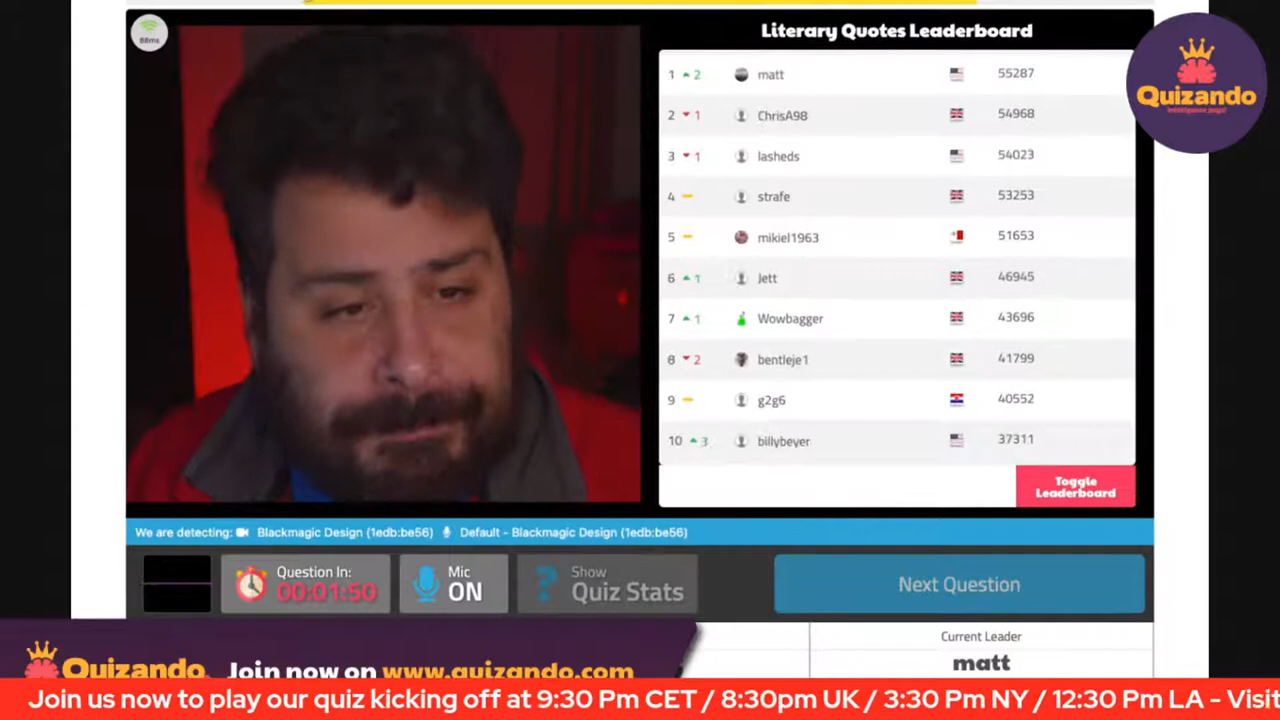 Literary Quotes Leaderboard
88ms
1 2 matt 55287
2 1 ChrisA98 54968
3 1 lasheds 54023
4 strafe 53253
5 mikiel1963 51653
6 1 Jett 46945
7 1 Wowbagger 43696
8 2 bentleje1 41799
9 g2g6 40552
10 3 billybeyer 37311
Toggle
Leaderboard
Quizando
We are detecting: Blackmagic Design (1edb:be56) Default - Blackmagic Design (1edb:be56)
Question In:
00:01:50
Mic
ON
?
Show
Quiz Stats
Next Question
Current Leader
matt
Quizando Join now on www.quizando.com
Join us now to play our quiz kicking off at 9:30 Pm CET / 8:30pm UK / 3:30 Pm NY / 12:30 Pm LA - Visit